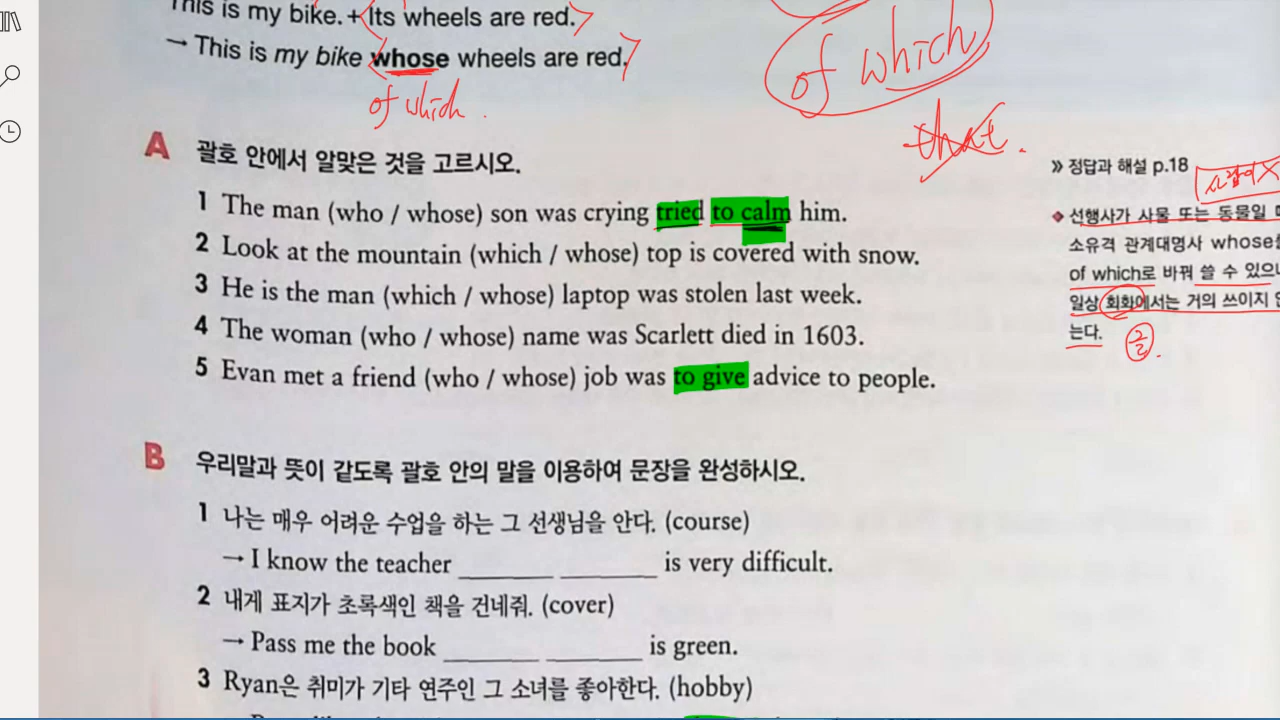 This is my bike. + Its wheels are red.
→ This is my bike whose wheels are red.
of which
of which.
that.
A 괄호 안에서 알맞은 것을 고르시오.
1 The man (who / whose) son was crying tried to calm him.
2 Look at the mountain (which / whose) top is covered with snow.
3 He is the man (which / whose) laptop was stolen last week.
4 The woman (who / whose) name was Scarlett died in 1603.
5 Evan met a friend (who / whose) job was to give advice to people.
» 정답과 해설 p.18
선행사가 사물 또는 동물일
소유격 관계대명사 whose를
of which로 바꿔 쓸 수 있으나
일상 회화에서는 거의 쓰이지
는다.
글.
B 우리말과 뜻이 같도록 괄호 안의 말을 이용하여 문장을 완성하시오.
1 나는 매우 어려운 수업을 하는 그 선생님을 안다. (course)
→ I know the teacher ________ ________ is very difficult.
2 내게 표지가 초록색인 책을 건네줘. (cover)
→ Pass me the book ________ ________ is green.
3 Ryan은 취미가 기타 연주인 그 소녀를 좋아한다. (hobby)